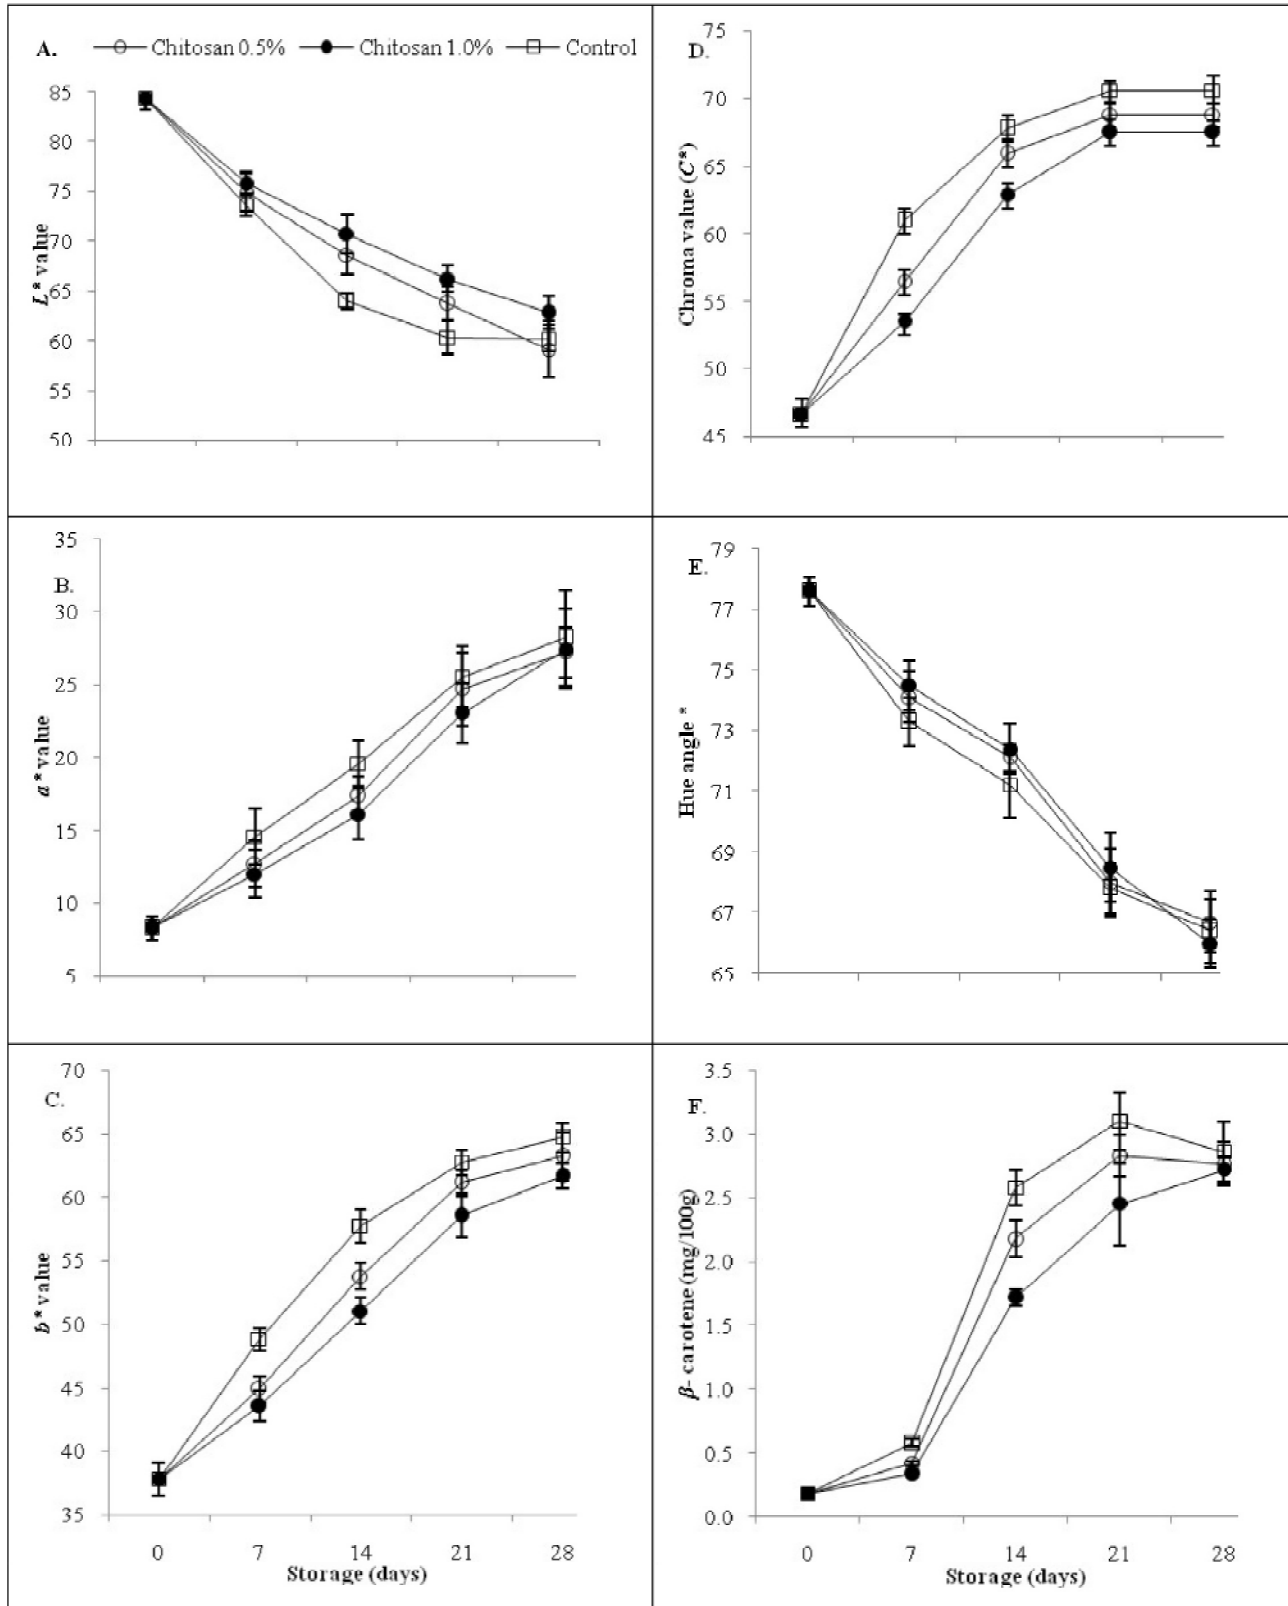 A. Chitosan 0.5% Chitosan 1.0% Control
85
80
75
70
65
60
55
50
L* value
D.
75
70
65
60
55
50
45
Chroma value (C*)
B.
35
30
25
20
15
10
5
a* value
E.
79
77
75
73
71
69
67
65
Hue angle *
C.
70
65
60
55
50
45
40
35
b* value
0 7 14 21 28
Storage (days)
F.
3.5
3.0
2.5
2.0
1.5
1.0
0.5
0.0
β- carotene (mg/100g)
0 7 14 21 28
Storage (days)